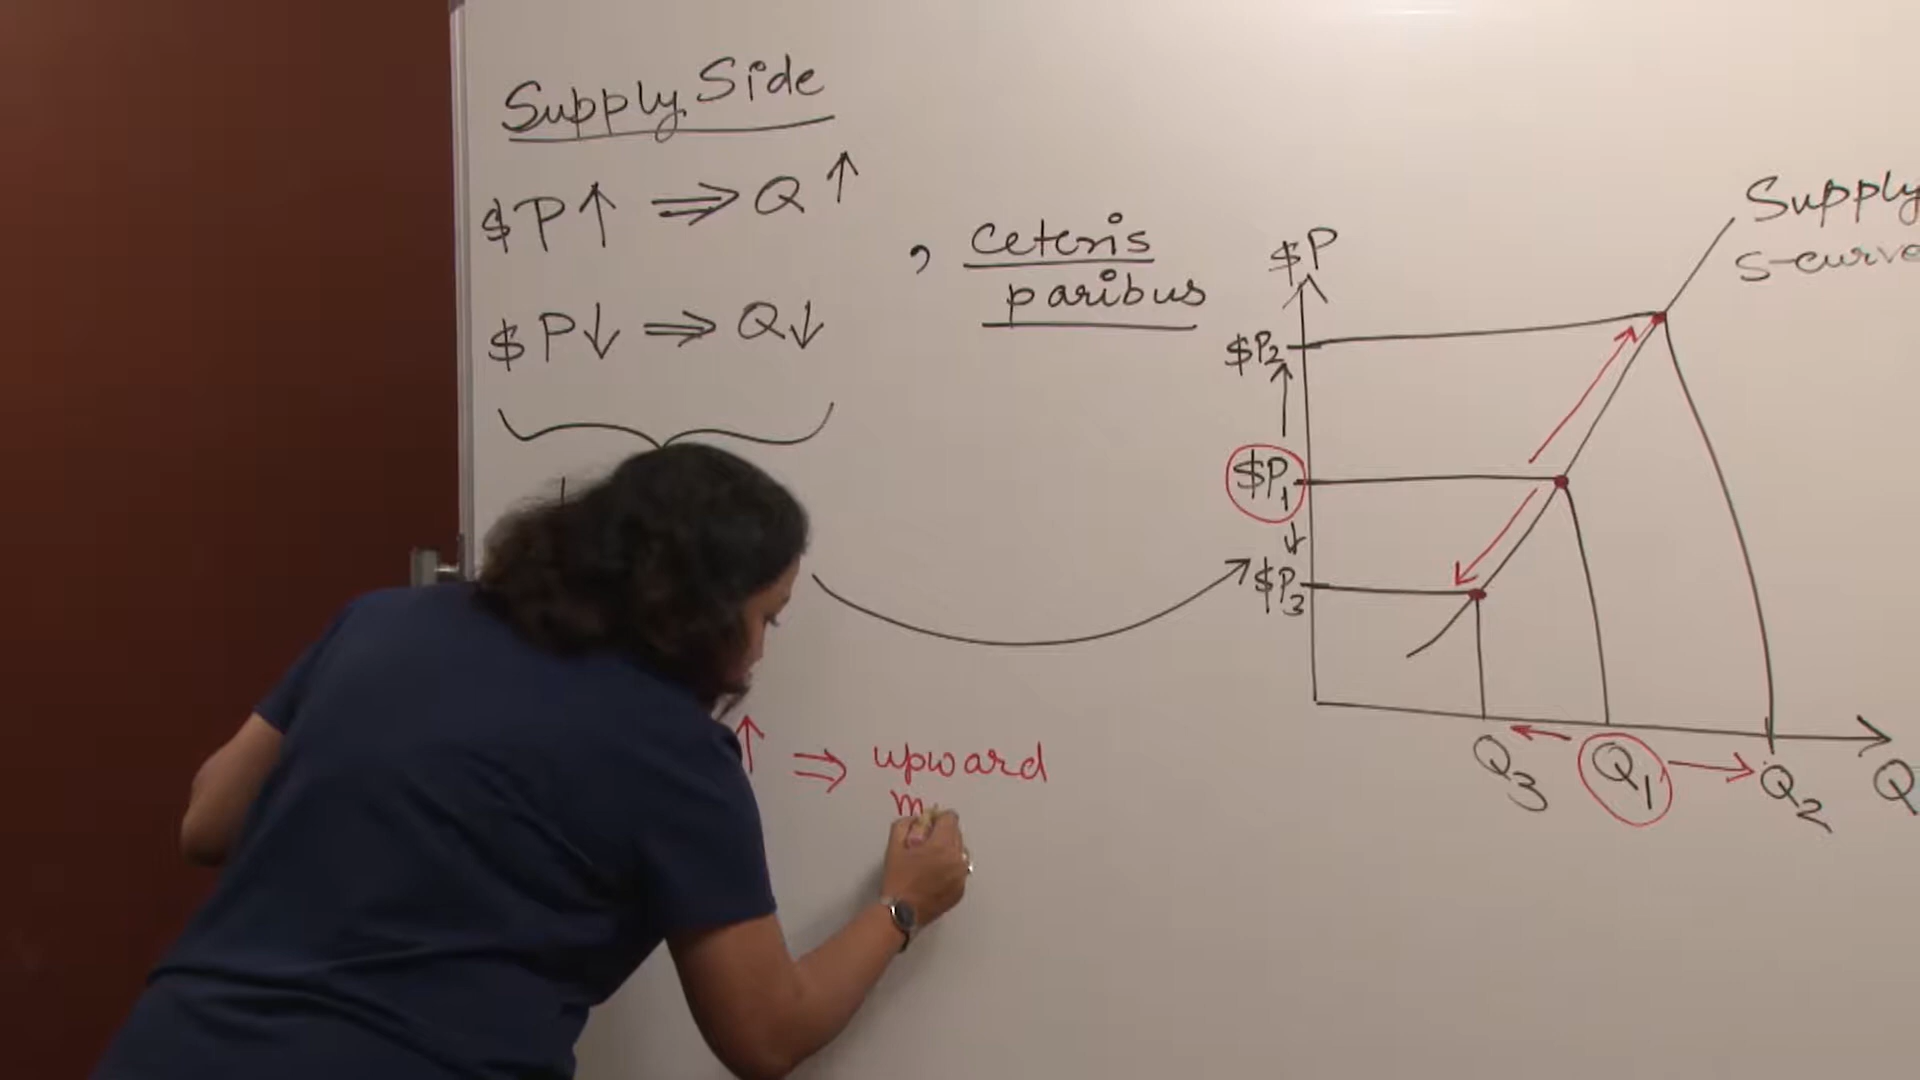 Supply Side
$P↑ ⇒ Q↑
, ceteris
paribus
$P↓ ⇒ Q↓
↑ ⇒ upward
m
Supply
S-curve
$P
$P2
$P1
$P3
Q3 Q1 Q2 Q